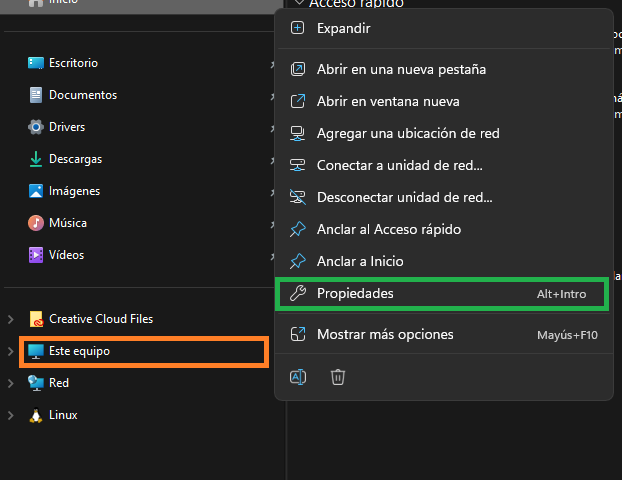 Inicio
Acceso rápido
Escritorio
Documentos
Drivers
Descargas
Imágenes
Música
Vídeos
Creative Cloud Files
Este equipo
Red
Linux
Expandir
Abrir en una nueva pestaña
Abrir en ventana nueva
Agregar una ubicación de red
Conectar a unidad de red...
Desconectar unidad de red...
Anclar al Acceso rápido
Anclar a Inicio
Propiedades Alt+Intro
Mostrar más opciones Mayús+F10